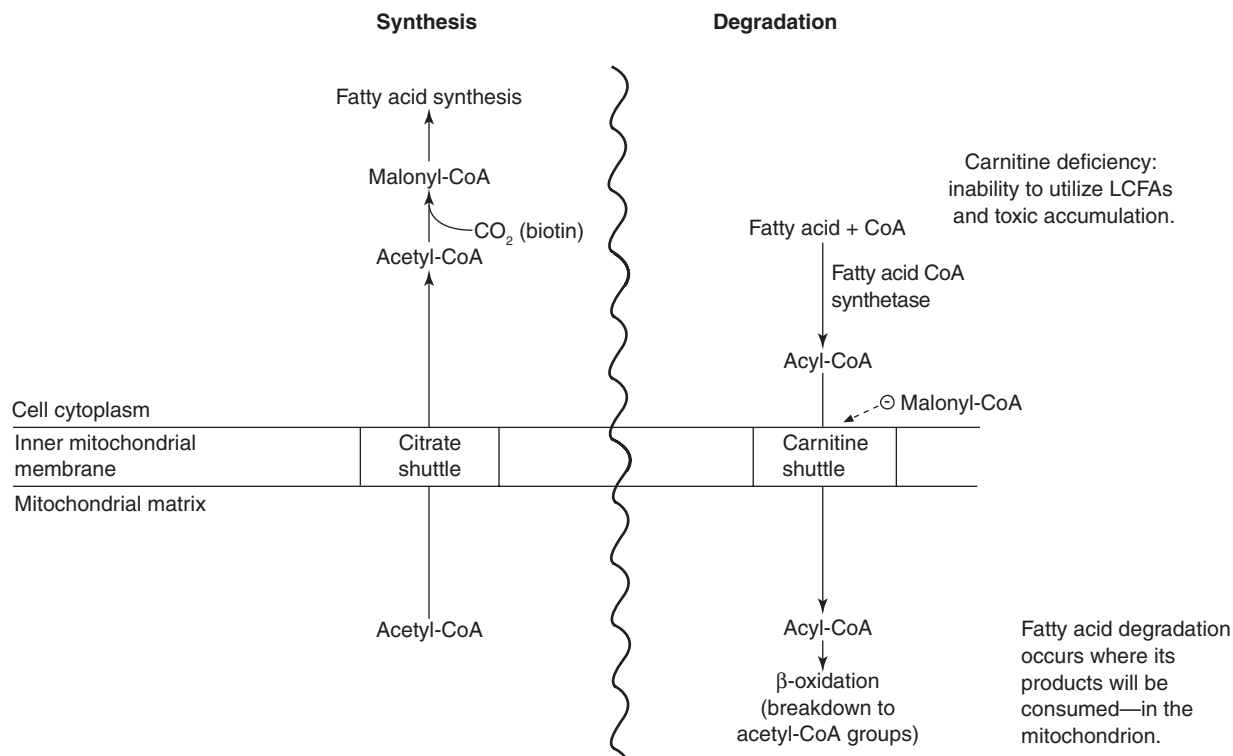 Synthesis
Degradation
Fatty acid synthesis
Malonyl-CoA
CO2 (biotin)
Acetyl-CoA
Carnitine deficiency:
inability to utilize LCFAs
and toxic accumulation.
Fatty acid + CoA
Fatty acid CoA
synthetase
Acyl-CoA
⊖ Malonyl-CoA
Cell cytoplasm
Inner mitochondrial
membrane
Citrate
shuttle
Carnitine
shuttle
Mitochondrial matrix
Acetyl-CoA
Acyl-CoA
β-oxidation
(breakdown to
acetyl-CoA groups)
Fatty acid degradation
occurs where its
products will be
consumed—in the
mitochondrion.